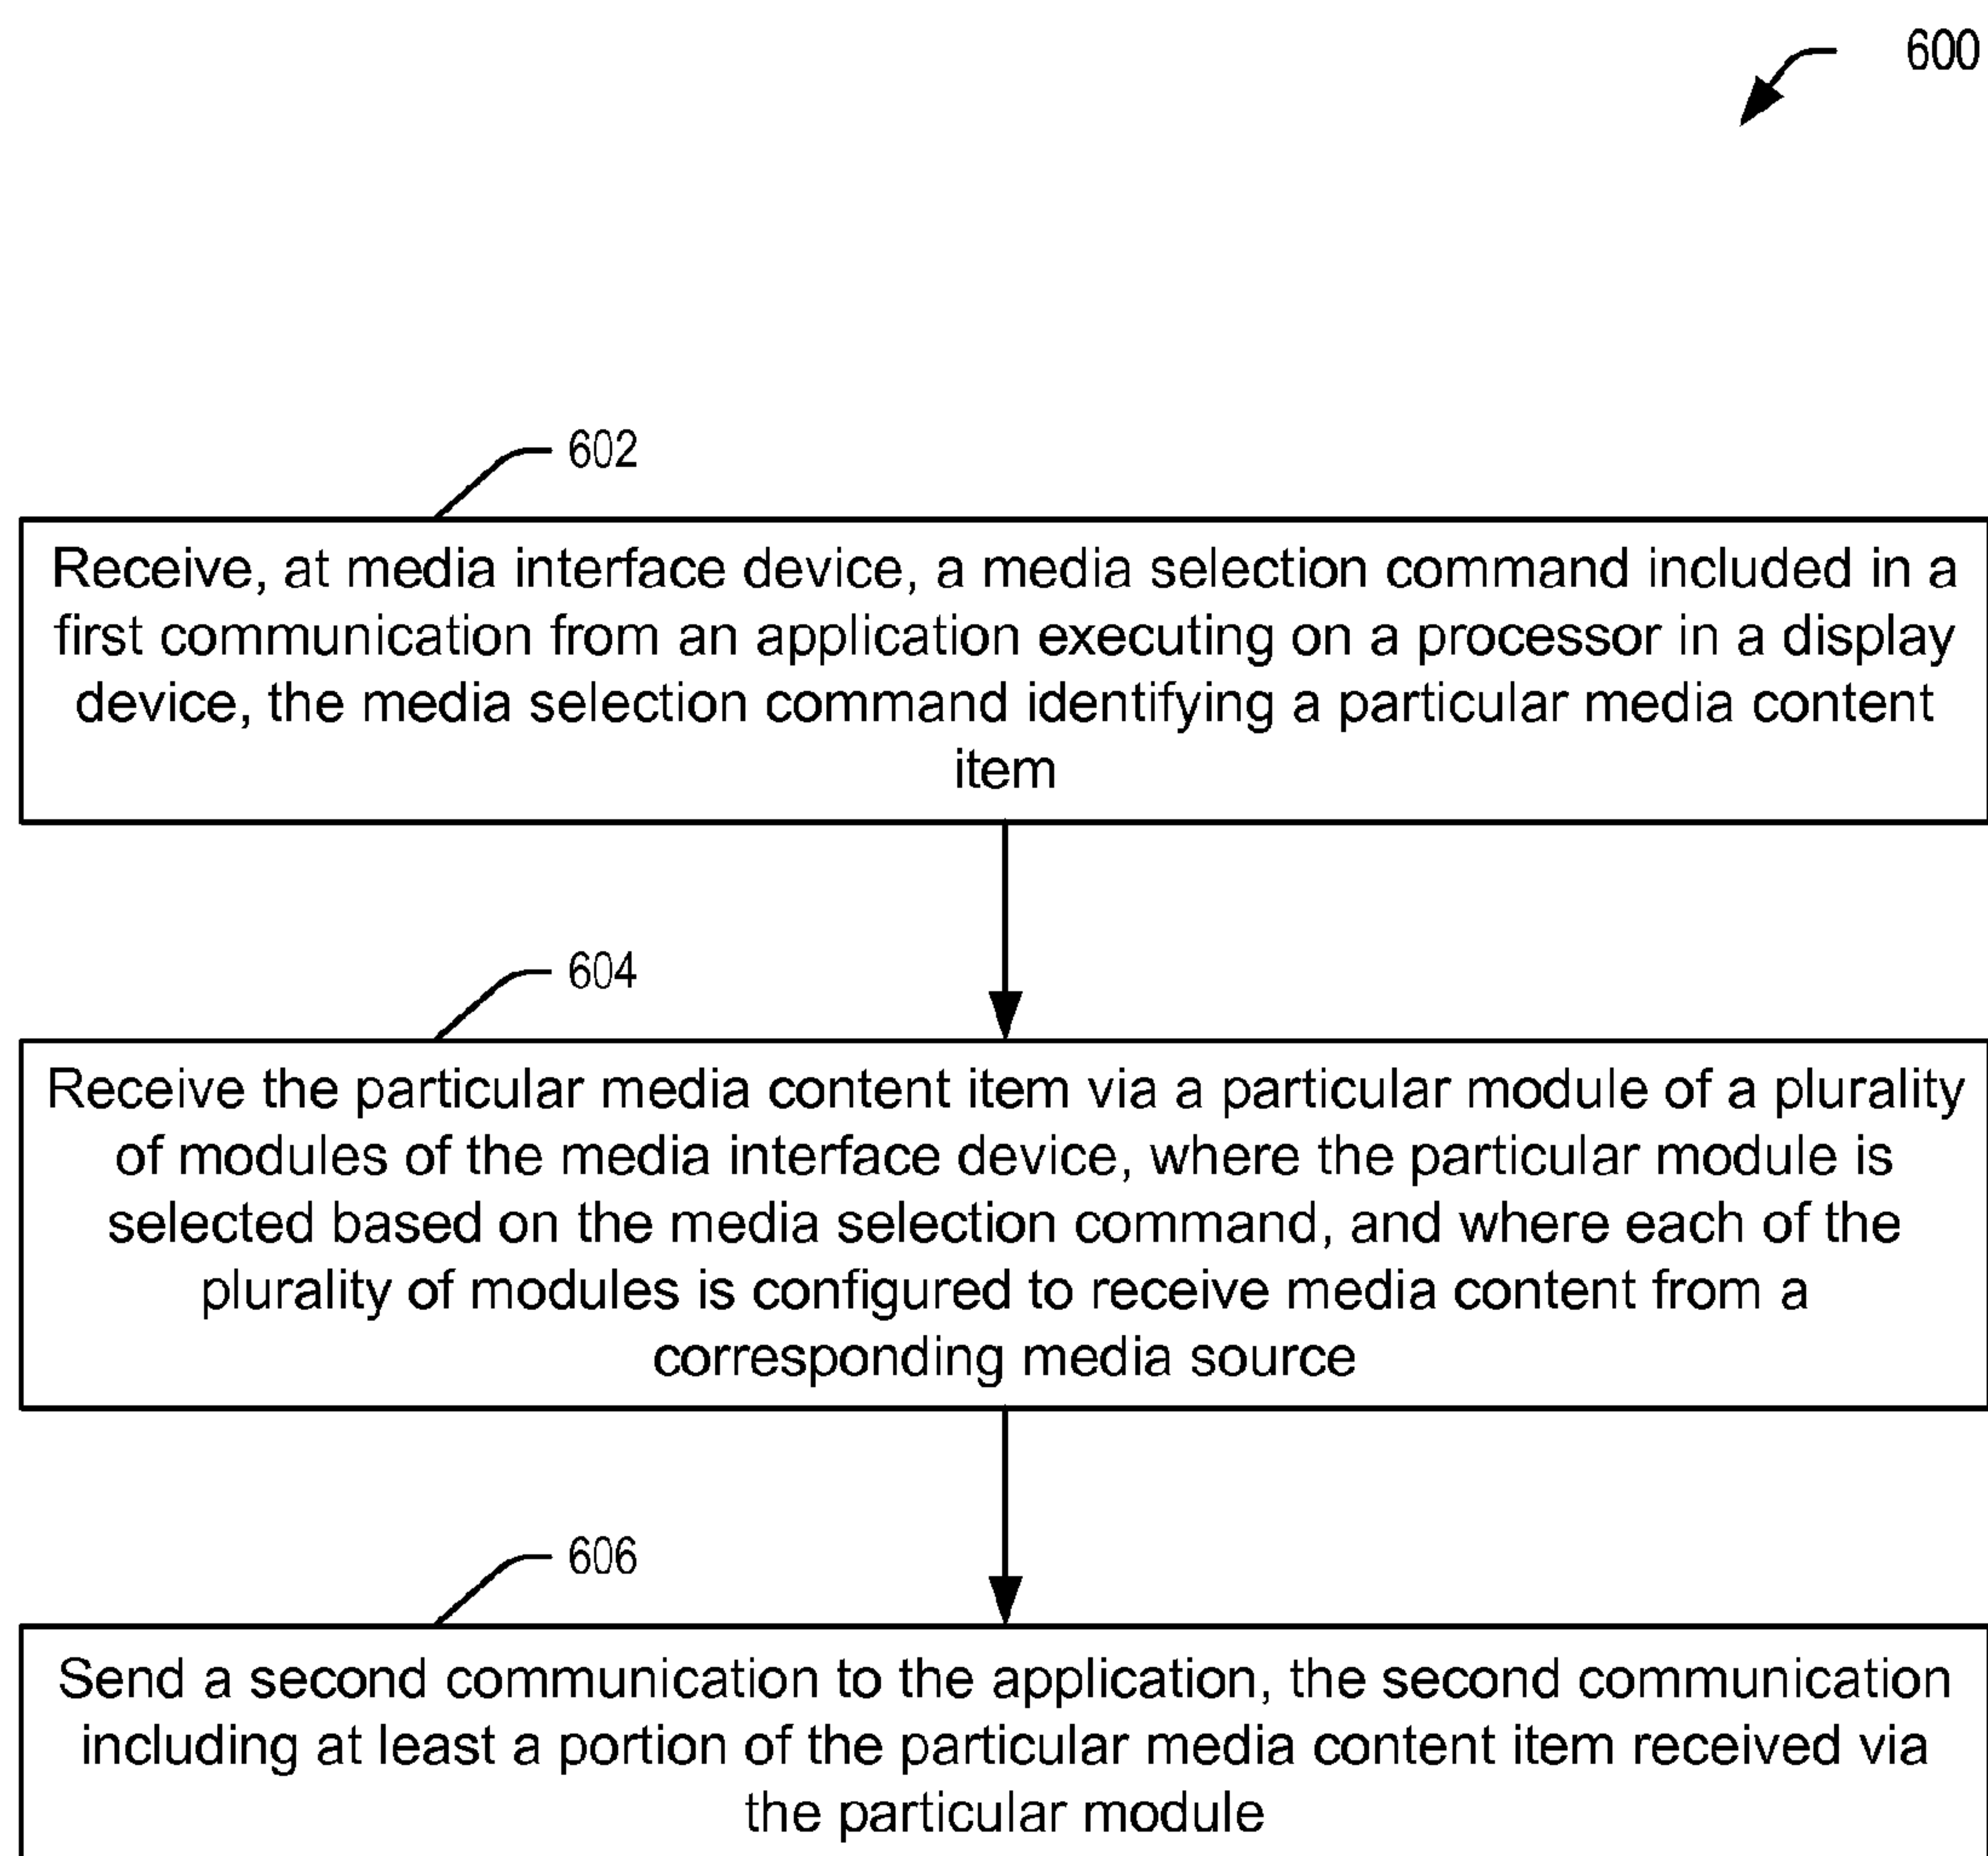 600
602
Receive, at media interface device, a media selection command included in a
first communication from an application executing on a processor in a display
device, the media selection command identifying a particular media content
item
604
Receive the particular media content item via a particular module of a plurality
of modules of the media interface device, where the particular module is
selected based on the media selection command, and where each of the
plurality of modules is configured to receive media content from a
corresponding media source
606
Send a second communication to the application, the second communication
including at least a portion of the particular media content item received via
the particular module